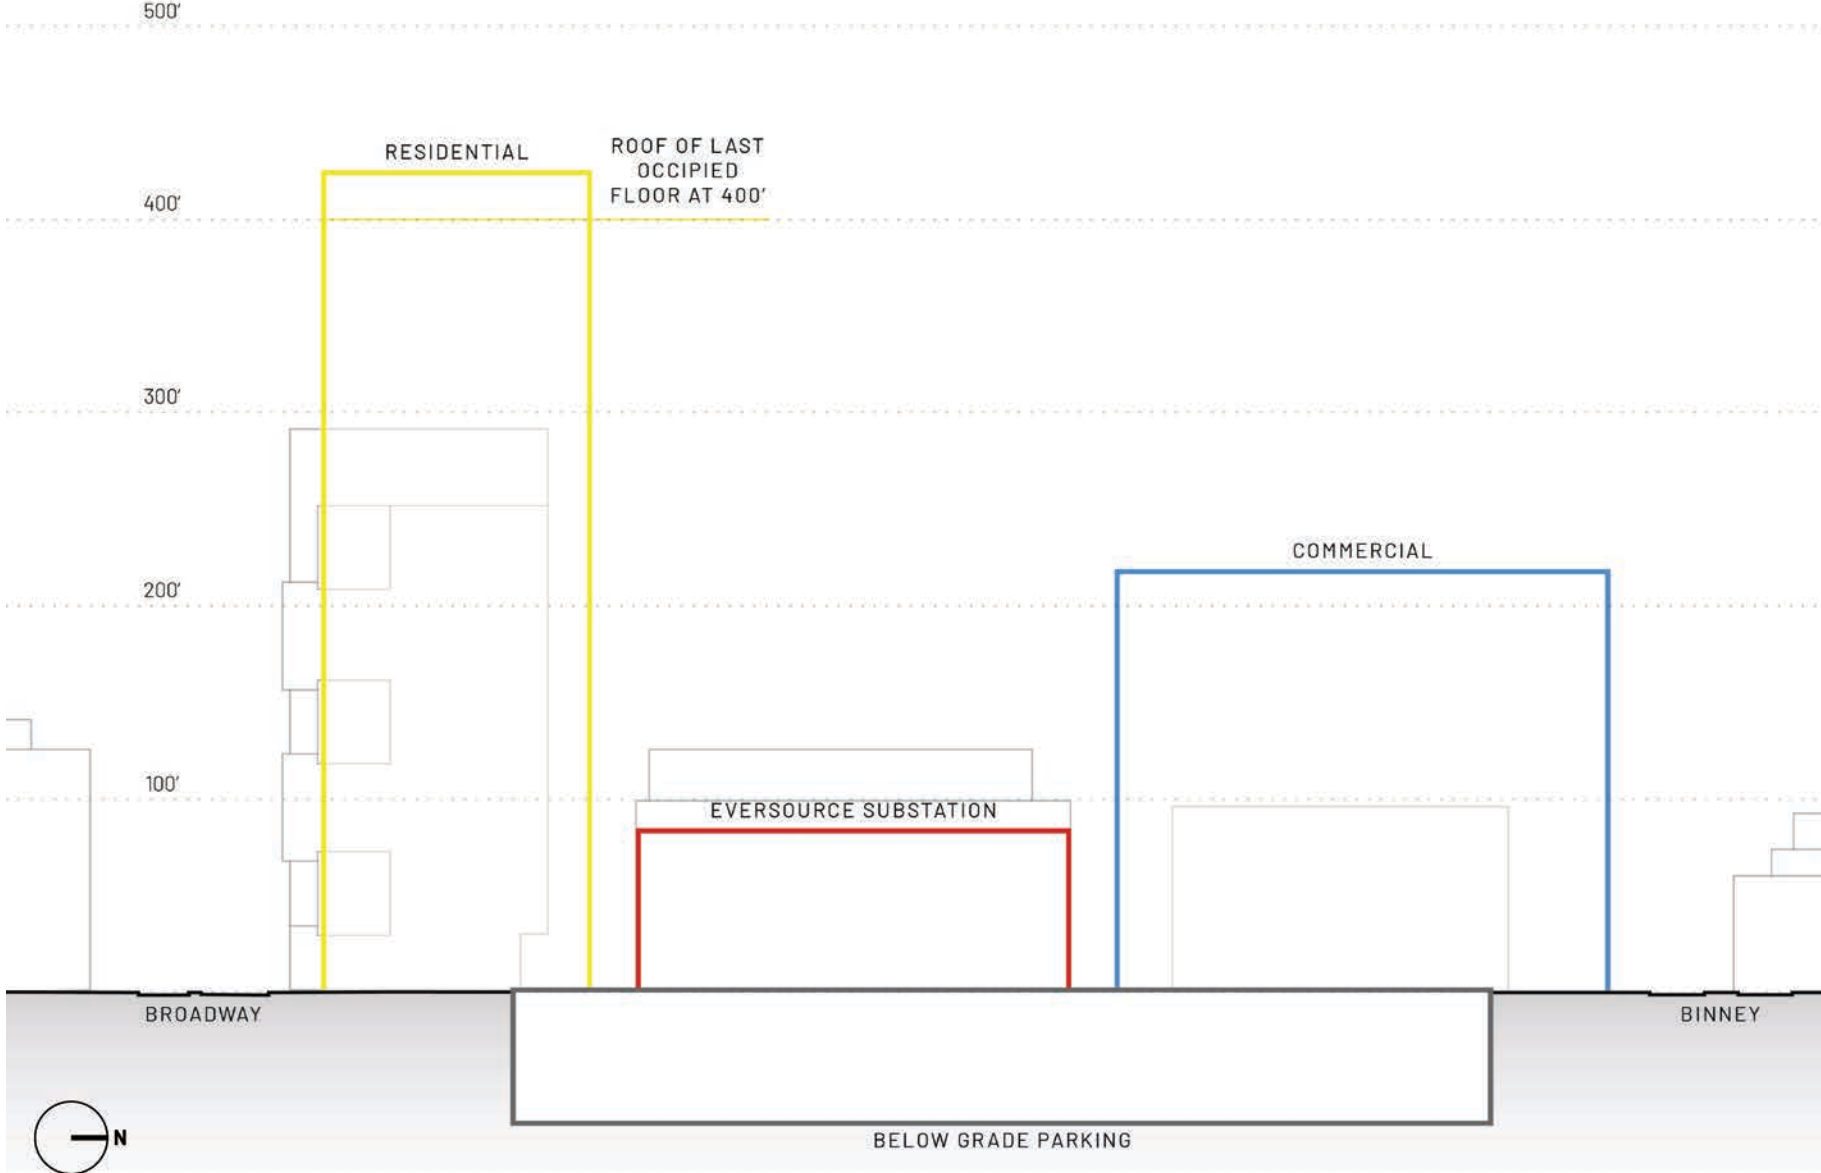 500'
RESIDENTIAL
ROOF OF LAST
OCCIPIED
FLOOR AT 400'
400'
300'
COMMERCIAL
200'
100'
EVERSOURCE SUBSTATION
BROADWAY
BINNEY
N
BELOW GRADE PARKING